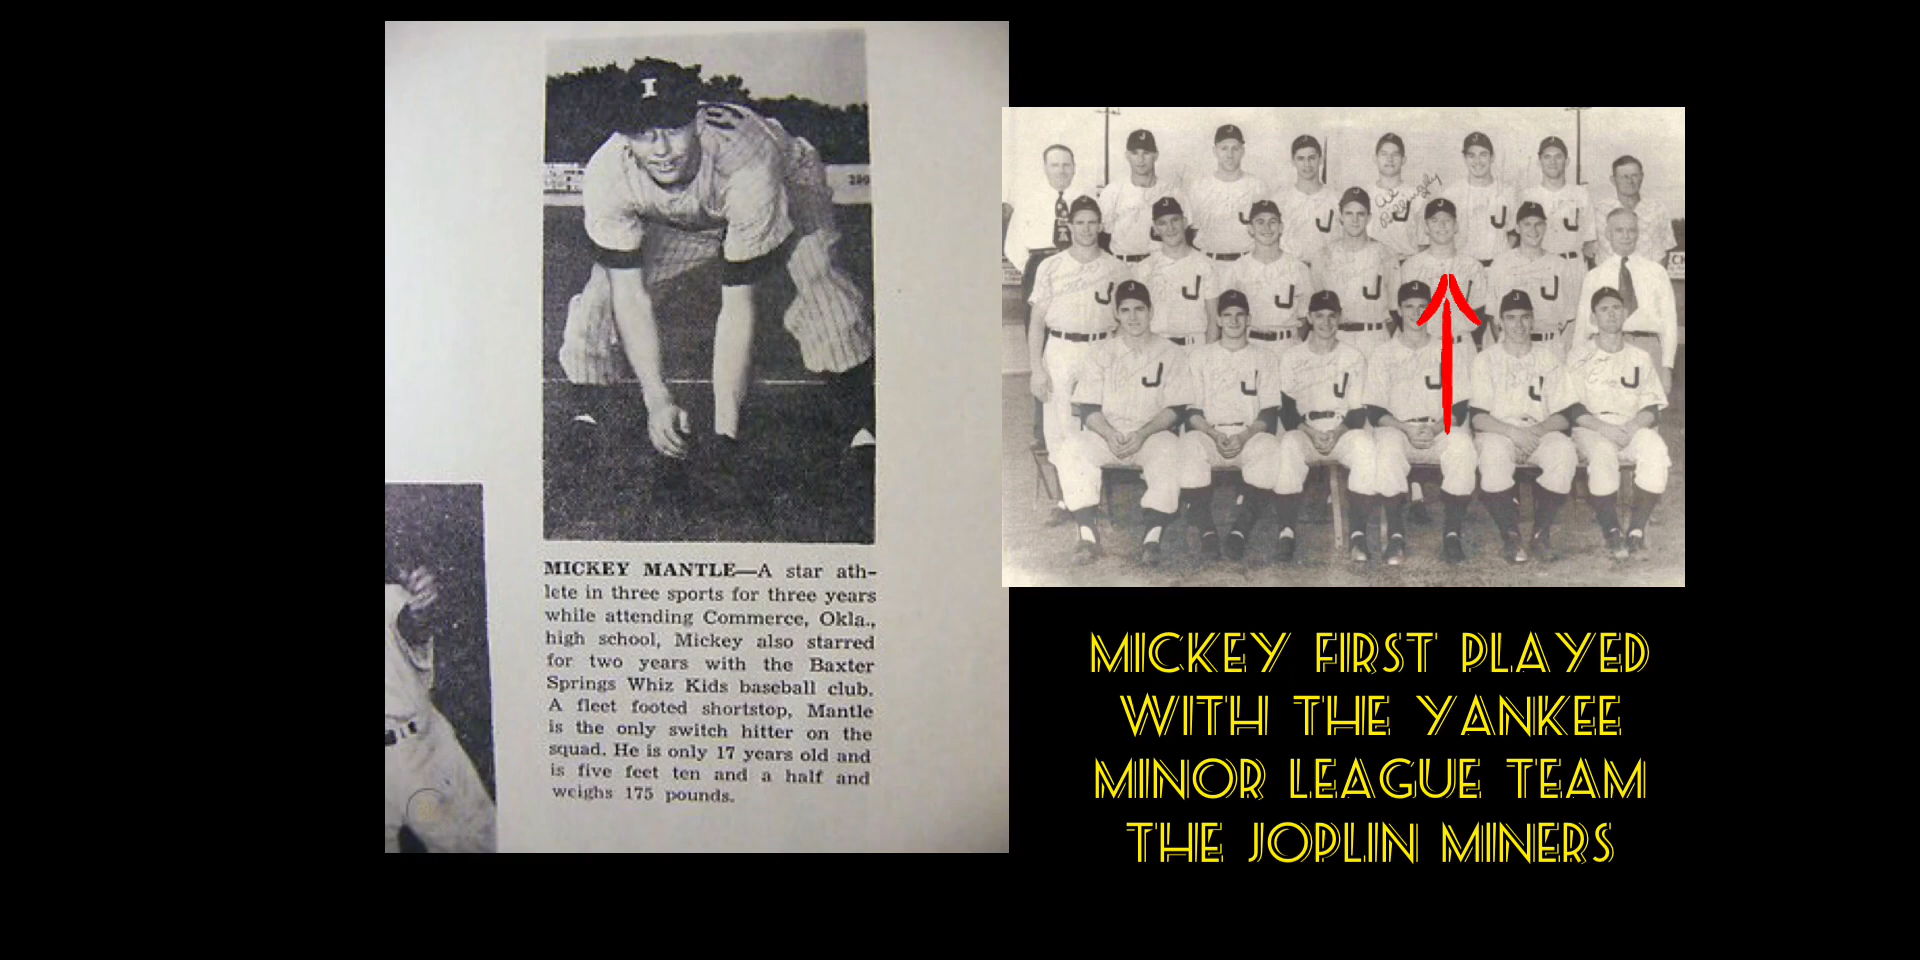 I
MICKEY MANTLE—A star ath-
lete in three sports for three years
while attending Commerce, Okla.,
high school, Mickey also starred
for two years with the Baxter
Springs Whiz Kids baseball club.
A fleet footed shortstop, Mantle
is the only switch hitter on the
squad. He is only 17 years old and
is five feet ten and a half and
weighs 175 pounds.
J J J J J
J J J J J J
J J J J J
MICKEY FIRST PLAYED
WITH THE YANKEE
MINOR LEAGUE TEAM
THE JOPLIN MINERS